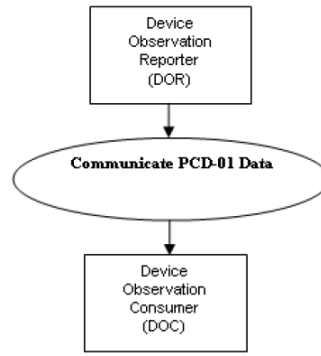 Device
Observation
Reporter
(DOR)
Communicate PCD-01 Data
Device
Observation
Consumer
(DOC)